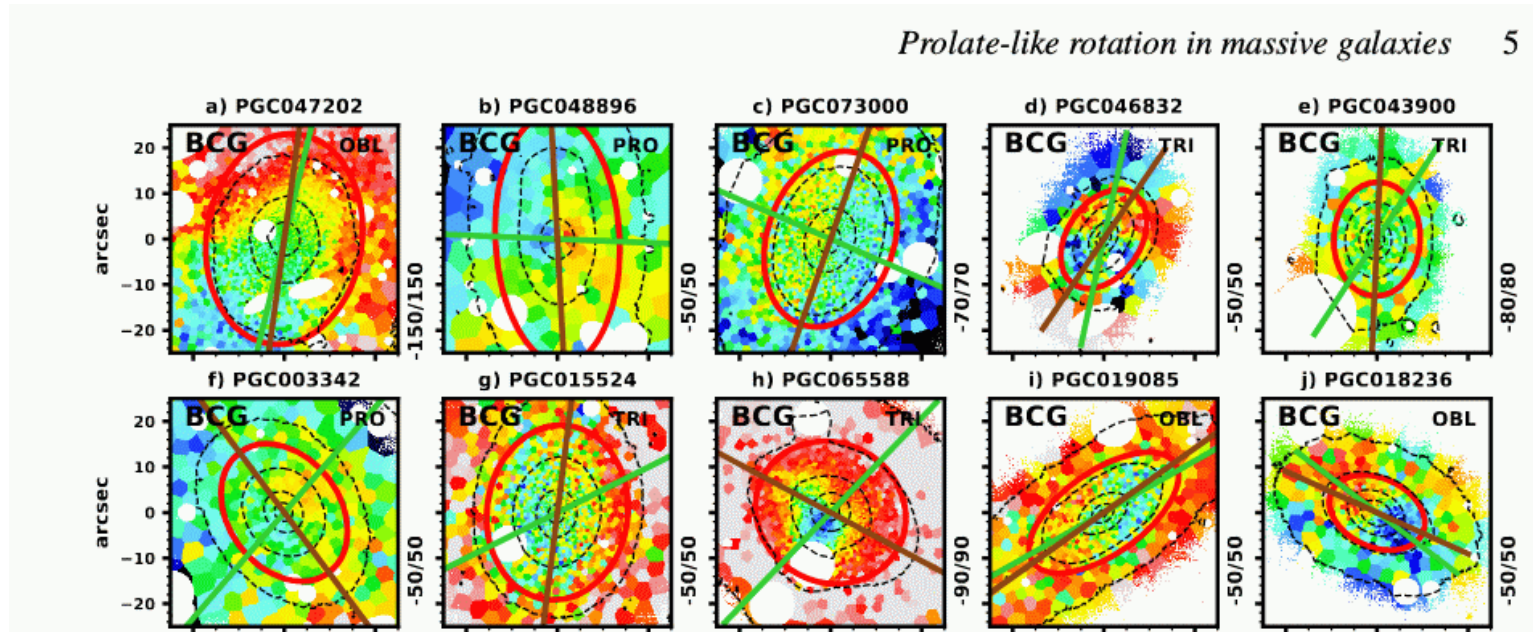 Prolate-like rotation in massive galaxies 5
a) PGC047202 b) PGC048896 c) PGC073000 d) PGC046832 e) PGC043900
BCG OBL BCG PRO BCG PRO BCG TRI BCG TRI
20
10
0
−10
−20
arcsec
-150/150
-50/50
-70/70
-50/50
-80/80
f) PGC003342 g) PGC015524 h) PGC065588 i) PGC019085 j) PGC018236
BCG PRO BCG TRI BCG TRI BCG OBL BCG OBL
20
10
0
−10
−20
arcsec
-50/50
-50/50
-90/90
-50/50
-50/50